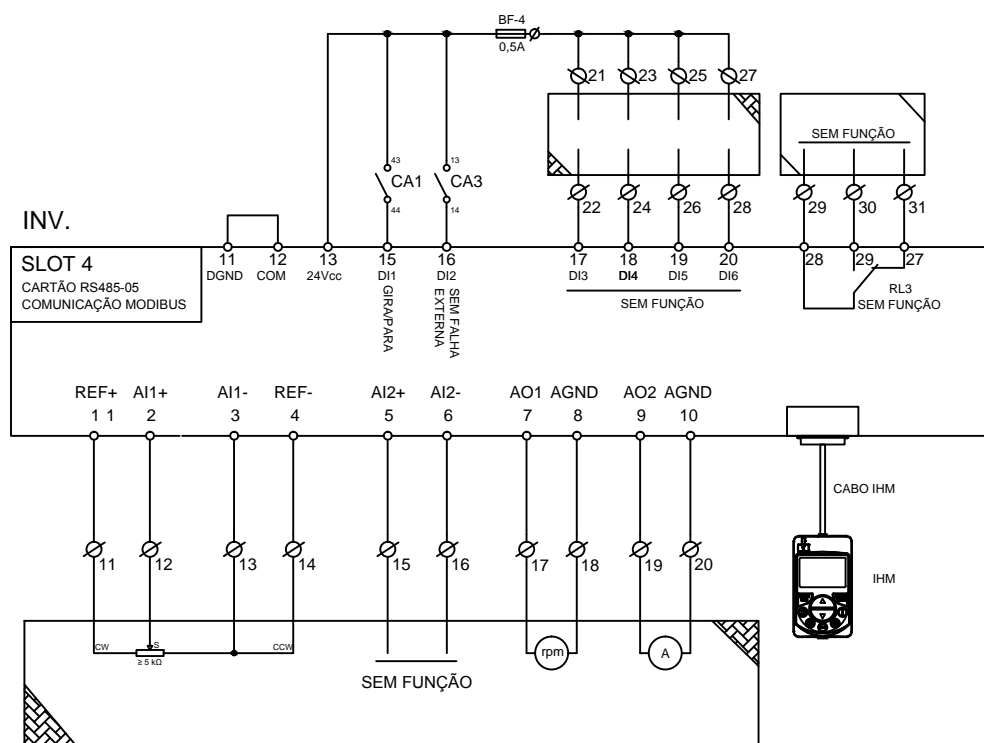 BF-4
0,5A
21 23 25 27
SEM FUNÇÃO
43 13
CA1 CA3
44 14
22 24 26 28 29 30 31
INV.
11 12 13 15 16 17 18 19 20 28 29 27
DGND COM 24Vcc DI1 DI2 DI3 DI4 DI5 DI6
SLOT 4
CARTÃO RS485-05
COMUNICAÇÃO MODIBUS
GIRA/PARA
SEM FALHA
EXTERNA
SEM FUNÇÃO
RL3
SEM FUNÇÃO
REF+ AI1+ AI1- REF- AI2+ AI2- AO1 AGND AO2 AGND
1 1 2 3 4 5 6 7 8 9 10
CABO IHM
11 12 13 14 15 16 17 18 19 20
IHM
CW S CCW
≥ 5 kΩ
rpm A
SEM FUNÇÃO